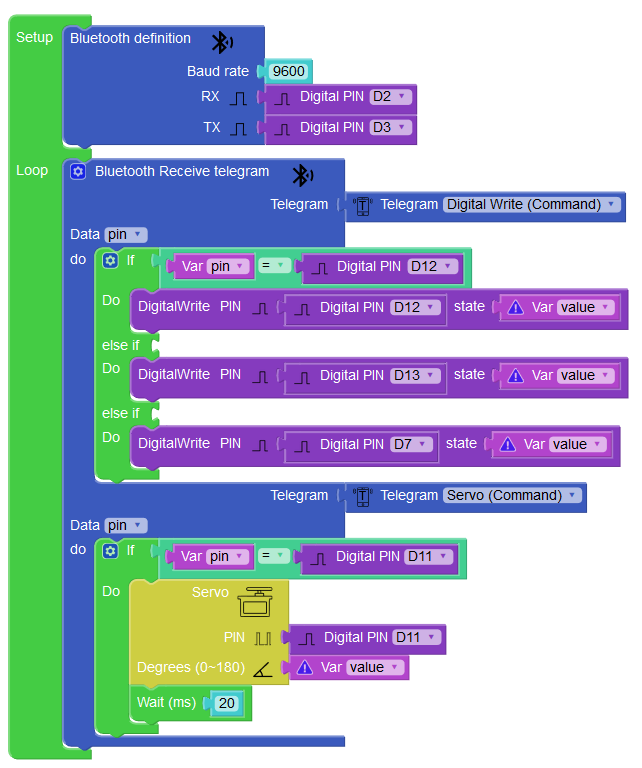 Setup Bluetooth definition
Baud rate 9600
RX Digital PIN D2
TX Digital PIN D3
Loop Bluetooth Receive telegram
Telegram Telegram Digital Write (Command)
Data pin
do If Var pin = Digital PIN D12
Do DigitalWrite PIN Digital PIN D12 state Var value
else if
Do DigitalWrite PIN Digital PIN D13 state Var value
else if
Do DigitalWrite PIN Digital PIN D7 state Var value
Telegram Telegram Servo (Command)
Data pin
do If Var pin = Digital PIN D11
Do Servo
PIN Digital PIN D11
Degrees (0~180) Var value
Wait (ms) 20